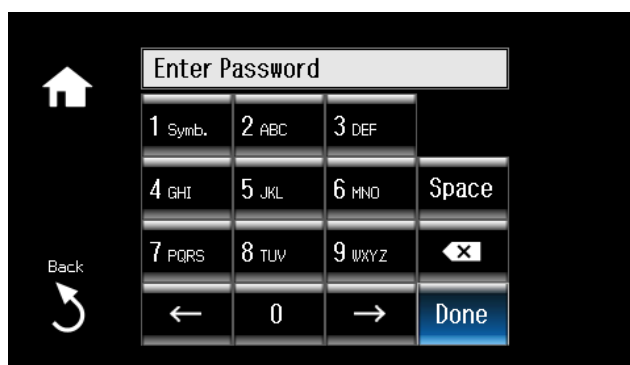 Enter Password
1 Symb. 2 ABC 3 DEF
4 GHI 5 JKL 6 MNO Space
7 PQRS 8 TUV 9 WXYZ
Back
← 0 → Done